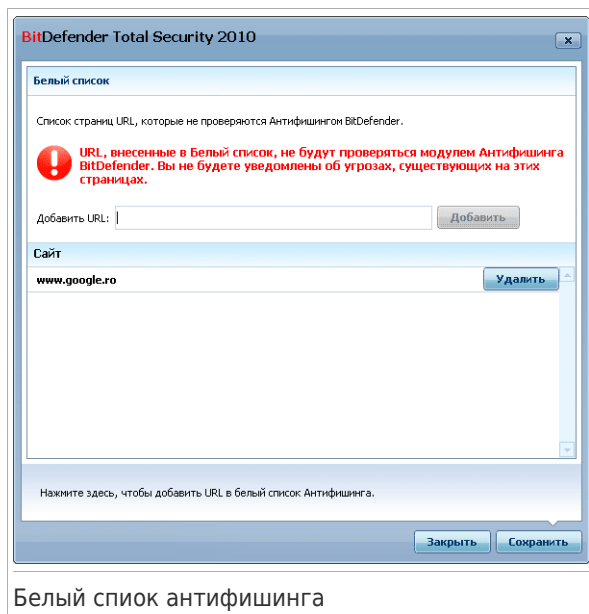 BitDefender Total Security 2010
Белый список
Список страниц URL, которые не проверяются Антифишингом BitDefender.
URL, внесенные в Белый список, не будут проверяться модулем Антифишинга
BitDefender. Вы не будете уведомлены об угрозах, существующих на этих
страницах.
Добавить URL:
Добавить
Сайт
www.google.ro
Удалить
Нажмите здесь, чтобы добавить URL в белый список Антифишинга.
Закрыть
Сохранить
Белый спиок антифишинга